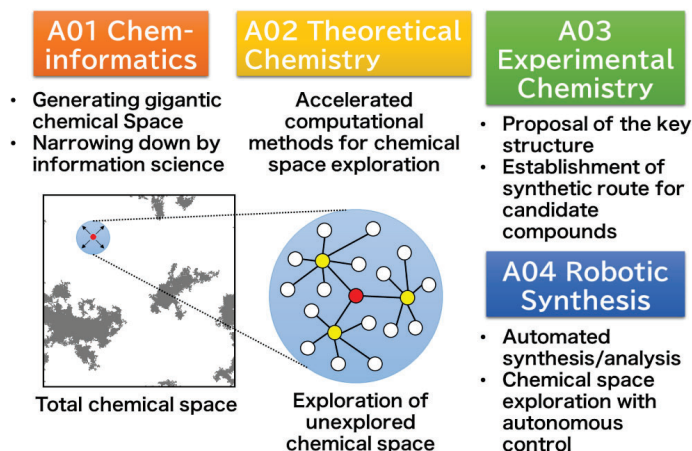 A01 Chem-
informatics
• Generating gigantic
chemical Space
• Narrowing down by
information science
A02 Theoretical
Chemistry
Accelerated
computational
methods for chemical
space exploration
A03
Experimental
Chemistry
• Proposal of the key
structure
• Establishment of
synthetic route for
candidate
compounds
A04 Robotic
Synthesis
• Automated
synthesis/analysis
• Chemical space
exploration with
autonomous
control
Total chemical space
Exploration of
unexplored
chemical space